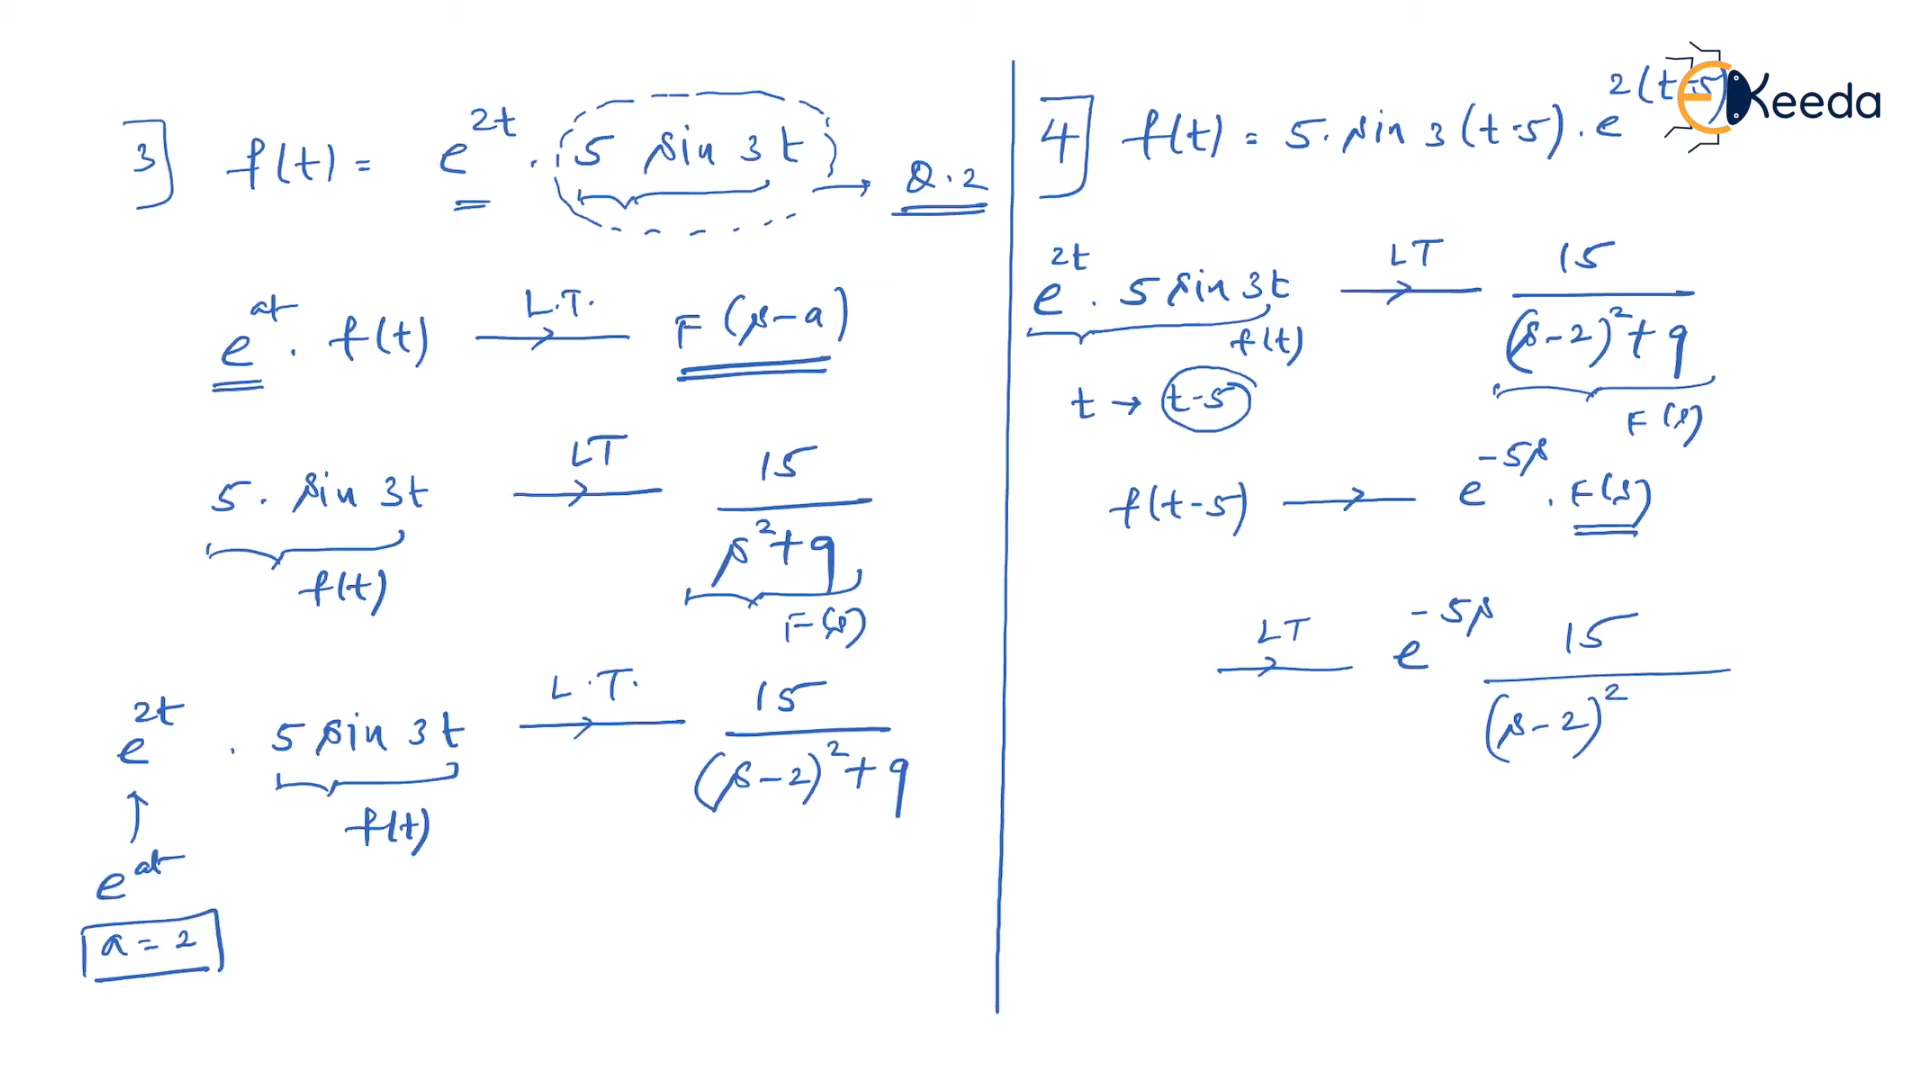 3] f(t) = e^{2t} . (5 sin 3t) → Q.2
e^{at} . f(t) L.T. → F(s-a)
5. sin 3t LT → 15/(s^2+9)
f(t) F(s)
e^{2t} . 5 sin 3t L.T. → 15/((s-2)^2+9)
↑ f(t)
e^{at}
a = 2
4] f(t) = 5. sin 3(t-5) . e^{2(t-5)}
eKeeda
e^{2t} . 5 sin 3t LT → 15/((s-2)^2+9)
f(t) F(s)
t → t-5
f(t-5) → e^{-5s} . F(s)
LT → e^{-5s} 15/(s-2)^2